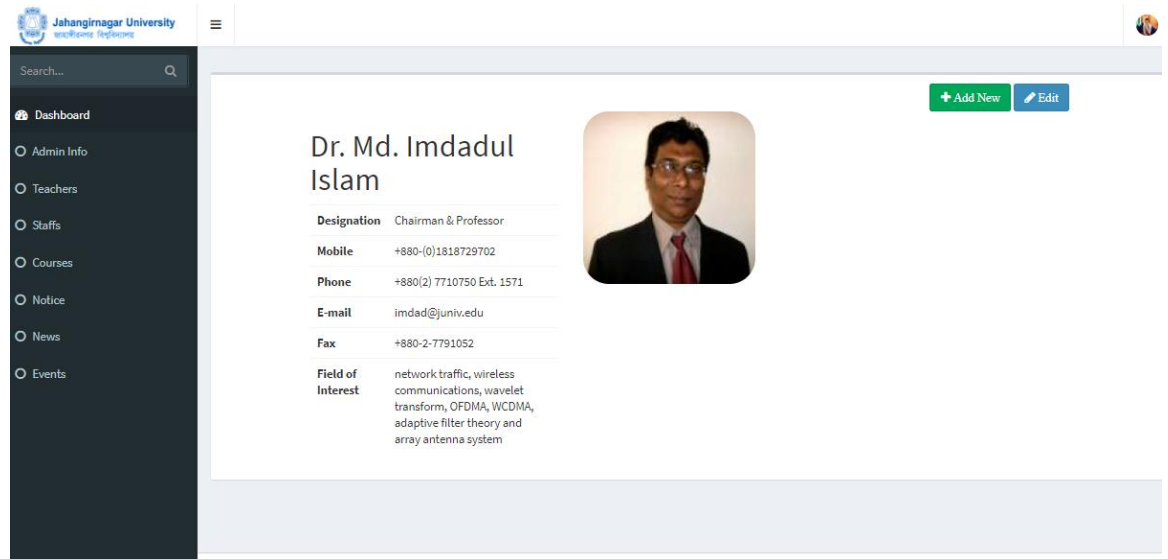 Jahangirnagar University
জাহাঙ্গীরনগর বিশ্ববিদ্যালয়
Search...
Dashboard
Admin Info
Teachers
Staffs
Courses
Notice
News
Events
Add New Edit
Dr. Md. Imdadul
Islam
Designation Chairman & Professor
Mobile +880-(0)1818729702
Phone +880(2) 7710750 Ext. 1571
E-mail imdad@juniv.edu
Fax +880-2-7791052
Field of network traffic, wireless
Interest communications, wavelet
transform, OFDMA, WCDMA,
adaptive filter theory and
array antenna system